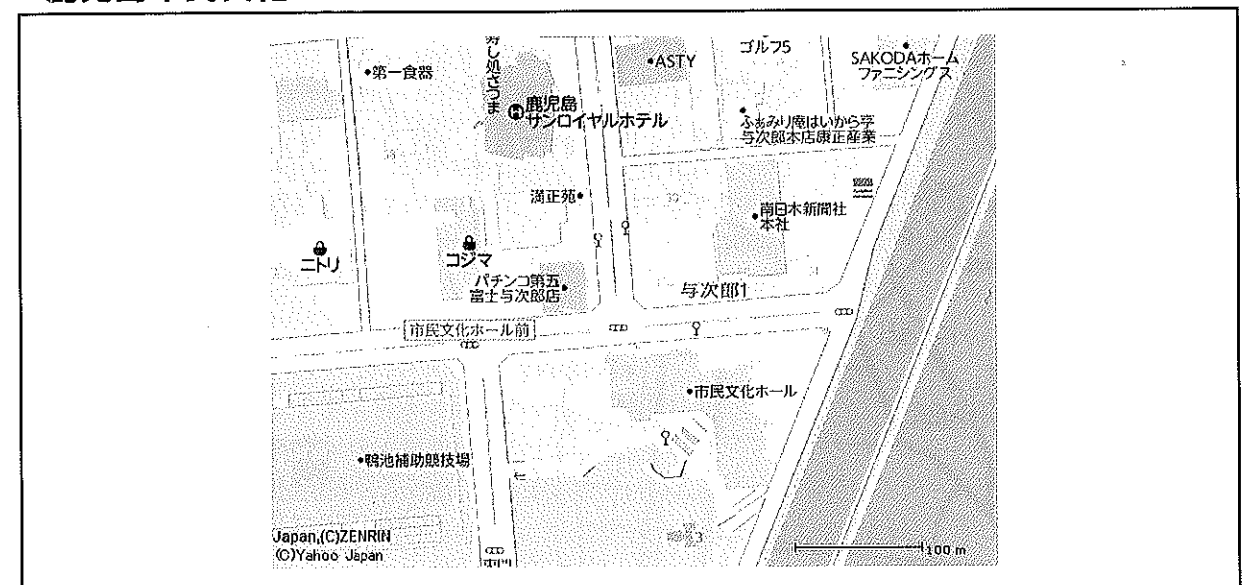 寿し処さつま
ゴルフ5
•ASTY
SAKODAホーム
ファニシングス
•第一食器
鹿児島
サンロイヤルホテル
ふぁみり庵はいから亭
与次郎本店康正産業
満正苑•
•南日本新聞社
本社
ニトリ
コジマ
パチンコ第五
富士与次郎店
与次郎1
市民文化ホール前
•市民文化ホール
•鴨池補助競技場
Japan,(C)ZENRIN
(C)Yahoo Japan
100 m